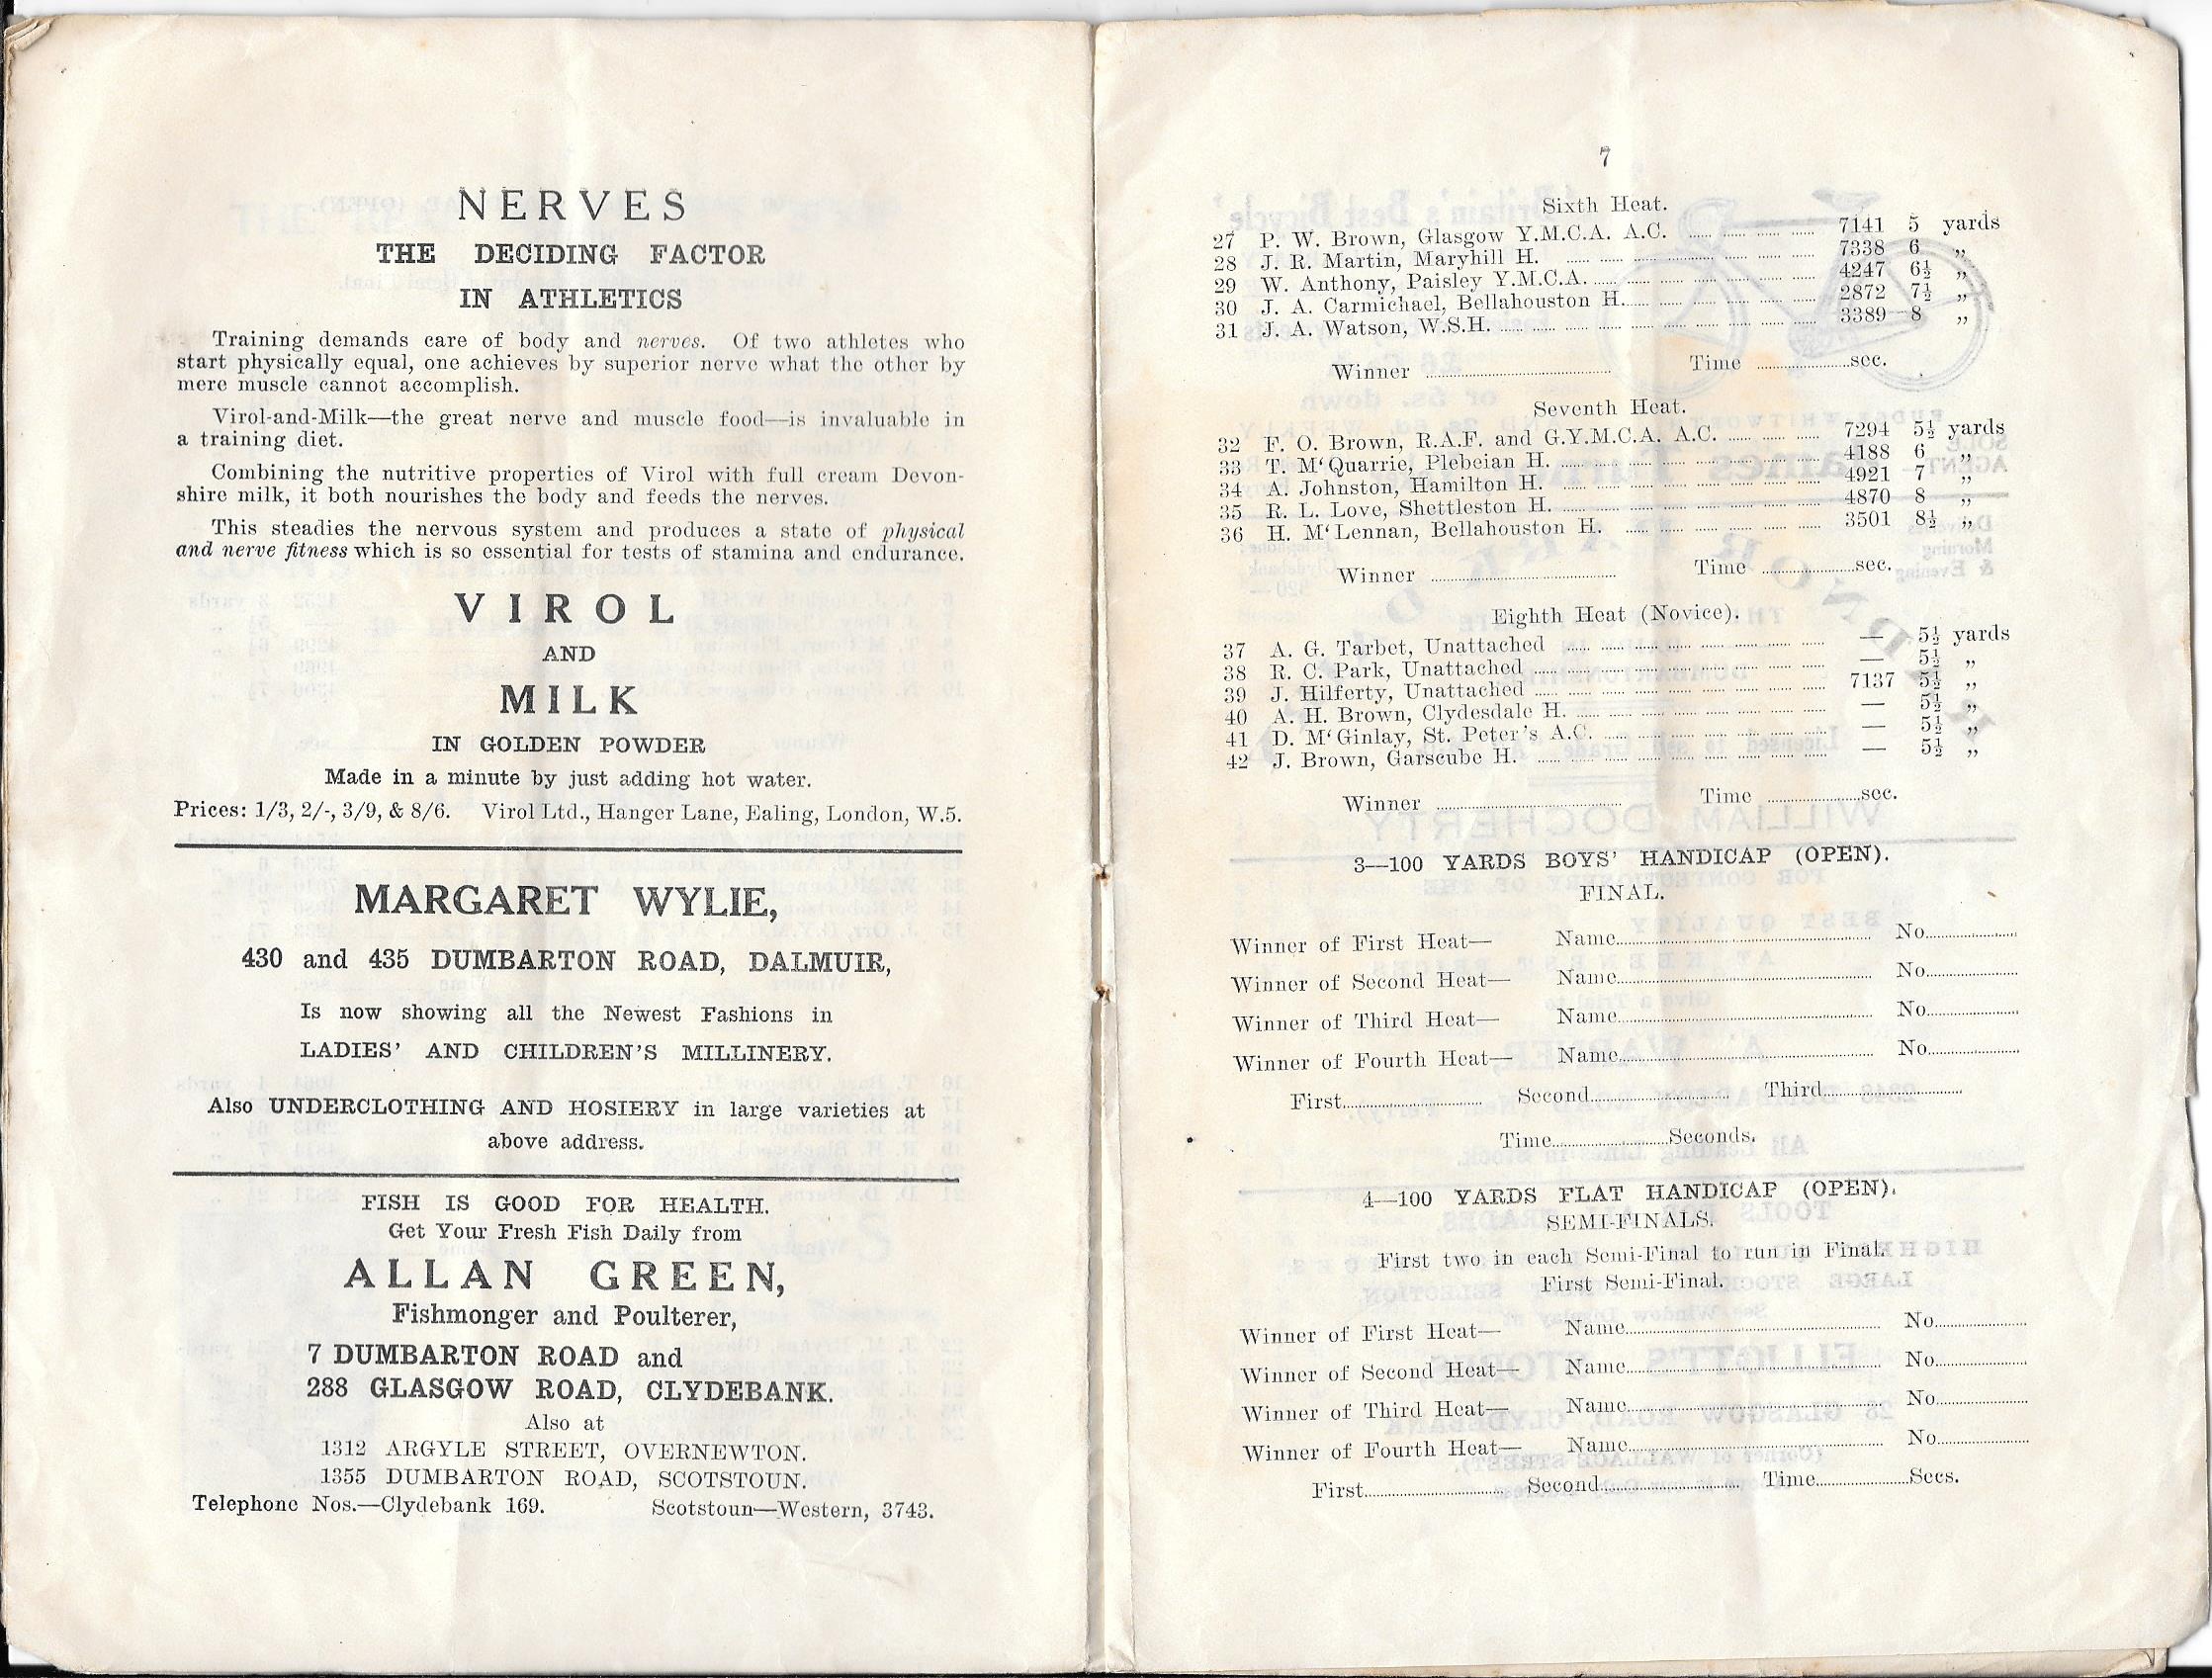 NERVES
THE DECIDING FACTOR
IN ATHLETICS
Training demands care of body and nerves. Of two athletes who
start physically equal, one achieves by superior nerve what the other by
mere muscle cannot accomplish.
Virol-and-Milk—the great nerve and muscle food—is invaluable in
a training diet.
Combining the nutritive properties of Virol with full cream Devon-
shire milk, it both nourishes the body and feeds the nerves.
This steadies the nervous system and produces a state of physical
and nerve fitness which is so essential for tests of stamina and endurance.
VIROL
AND
MILK
IN GOLDEN POWDER
Made in a minute by just adding hot water.
Prices: 1/3, 2/-, 3/9, & 8/6. Virol Ltd., Hanger Lane, Ealing, London, W.5.
MARGARET WYLIE,
430 and 435 DUMBARTON ROAD, DALMUIR,
Is now showing all the Newest Fashions in
LADIES' AND CHILDREN'S MILLINERY.
Also UNDERCLOTHING AND HOSIERY in large varieties at
above address.
FISH IS GOOD FOR HEALTH.
Get Your Fresh Fish Daily from
ALLAN GREEN,
Fishmonger and Poulterer,
7 DUMBARTON ROAD and
288 GLASGOW ROAD, CLYDEBANK.
Also at
1312 ARGYLE STREET, OVERNEWTON.
1355 DUMBARTON ROAD, SCOTSTOUN.
Telephone Nos.—Clydebank 169. Scotstoun—Western, 3743.
7
Sixth Heat.
27 P. W. Brown, Glasgow Y.M.C.A. A.C. ...... 7141 5 yards
28 J. R. Martin, Maryhill H. ...... 7338 6 „
29 W. Anthony, Paisley Y.M.C.A. ...... 4247 6½ „
30 J. A. Carmichael, Bellahouston H. ...... 2872 7½ „
31 J. A. Watson, W.S.H. ...... 3389 8 „
Winner ............ Time ............sec.
Seventh Heat.
32 F. O. Brown, R.A.F. and G.Y.M.C.A. A.C. ...... 7294 5½ yards
33 T. M'Quarrie, Plebeian H. ...... 4188 6 „
34 A. Johnston, Hamilton H. ...... 4921 7 „
35 R. L. Love, Shettleston H. ...... 4870 8 „
36 H. M'Lennan, Bellahouston H. ...... 3501 8½ „
Winner ............ Time ............sec.
Eighth Heat (Novice).
37 A. G. Tarbet, Unattached ...... — 5½ yards
38 R. C. Park, Unattached ...... — 5½ „
39 J. Hilferty, Unattached ...... 7137 5½ „
40 A. H. Brown, Clydesdale H. ...... — 5½ „
41 D. M'Ginlay, St. Peter's A.C. ...... — 5½ „
42 J. Brown, Garscube H. ...... — 5½ „
Winner ............ Time ............sec.
3—100 YARDS BOYS' HANDICAP (OPEN).
FINAL.
Winner of First Heat— Name............ No............
Winner of Second Heat— Name............ No............
Winner of Third Heat— Name............ No............
Winner of Fourth Heat— Name............ No............
First............ Second............ Third............
Time............Seconds.
4—100 YARDS FLAT HANDICAP (OPEN).
SEMI-FINALS.
First two in each Semi-Final to run in Final.
First Semi-Final.
Winner of First Heat— Name............ No............
Winner of Second Heat— Name............ No............
Winner of Third Heat— Name............ No............
Winner of Fourth Heat— Name............ No............
First............ Second............ Time............Secs.